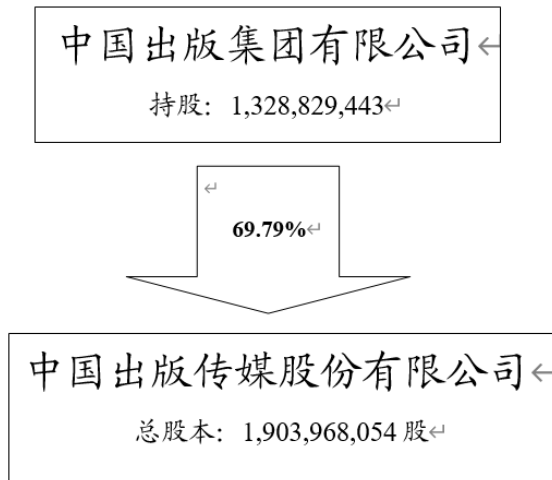 中国出版集团有限公司
持股：1,328,829,443
69.79%
中国出版传媒股份有限公司
总股本：1,903,968,054 股